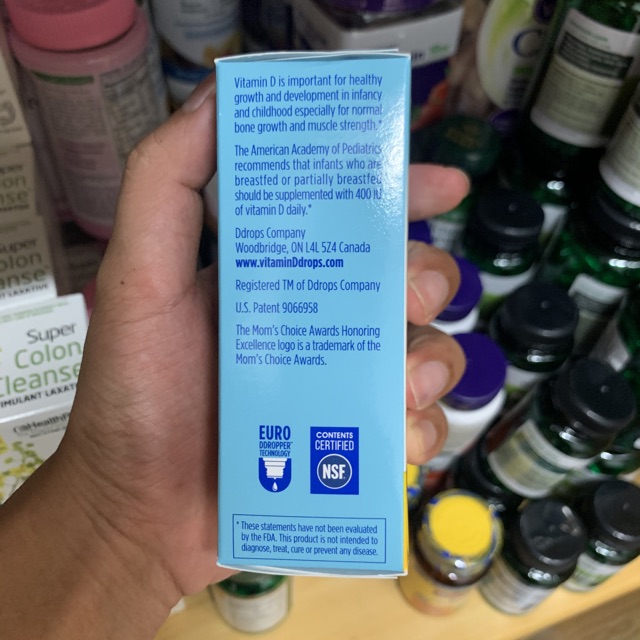 Vitamin D is important for healthy
growth and development in infancy
and childhood especially for normal
bone growth and muscle strength.*
The American Academy of Pediatrics
recommends that infants who are
breastfed or partially breastfed
should be supplemented with 400 IU
of vitamin D daily.*
Ddrops Company
Woodbridge, ON L4L 5Z4 Canada
www.vitaminDdrops.com
Registered TM of Ddrops Company
U.S. Patent 9066958
The Mom's Choice Awards Honoring
Excellence logo is a trademark of the
Mom's Choice Awards.
EURO
DDROPPER™
TECHNOLOGY
CONTENTS
CERTIFIED
NSF
* These statements have not been evaluated
by the FDA. This product is not intended to
diagnose, treat, cure or prevent any disease.
Super
Colon
Cleanse
Super
Colon
Cleanse
STIMULANT LAXATIVE